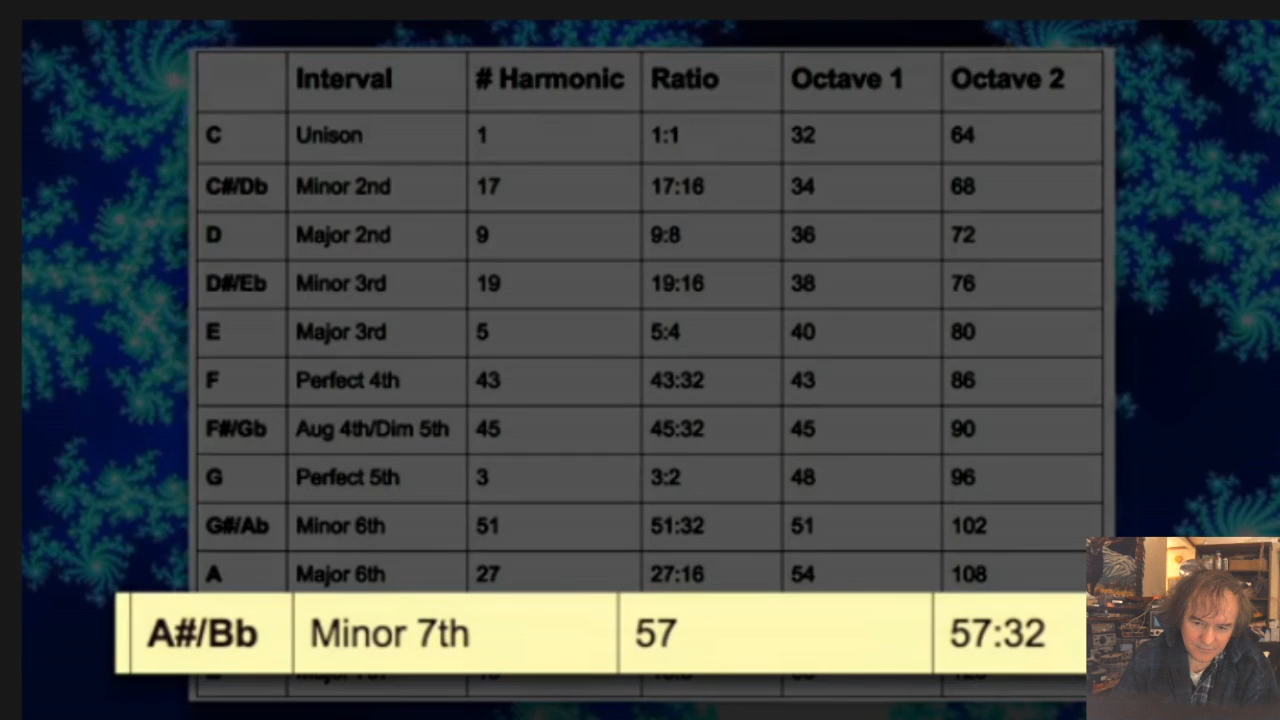 Interval # Harmonic Ratio Octave 1 Octave 2
C Unison 1 1:1 32 64
C#/Db Minor 2nd 17 17:16 34 68
D Major 2nd 9 9:8 36 72
D#/Eb Minor 3rd 19 19:16 38 76
E Major 3rd 5 5:4 40 80
F Perfect 4th 43 43:32 43 86
F#/Gb Aug 4th/Dim 5th 45 45:32 45 90
G Perfect 5th 3 3:2 48 96
G#/Ab Minor 6th 51 51:32 51 102
A Major 6th 27 27:16 54 108
A#/Bb Minor 7th 57 57:32